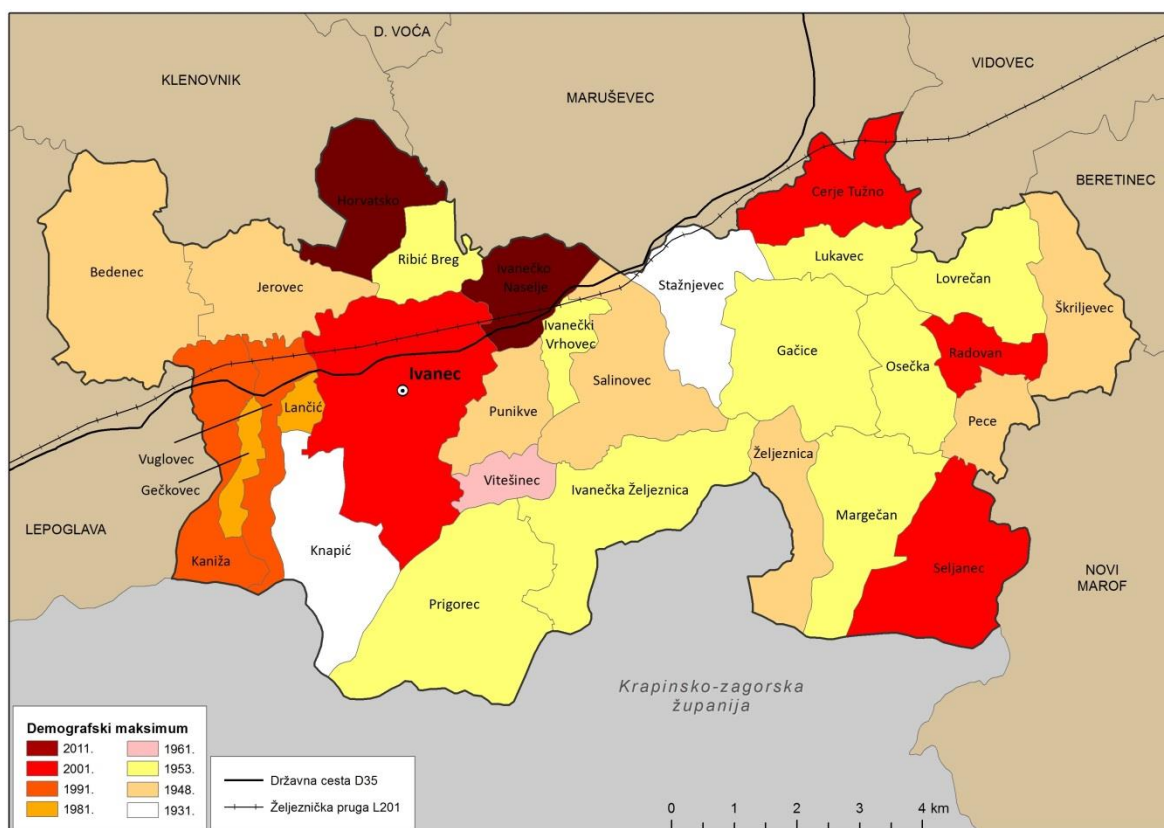 D. VOĆA
KLENOVNIK
MARUŠEVEC
VIDOVEC
BERETINEC
Horvatsko
Cerje Tužno
Ribić Breg
Lukavec
Bedenec
Jerovec
Ivanečko
Naselje
Stažnjevec
Lovrečan
Škriljevec
Ivanečki
Vrhovec
Gačice
Osečka
Radovan
Ivanec
Salinovec
Lančić
Punikve
Pece
Vuglovec
Željeznica
Gečkovec
Vitešinec
Ivanečka Željeznica
LEPOGLAVA
Margečan
Knapić
Kaniža
Seljanec
NOVI
MAROF
Prigorec
Krapinsko-zagorska
županija
Demografski maksimum
2011.
2001.
1991.
1981.
1961.
1953.
1948.
1931.
Državna cesta D35
Željeznička pruga L201
0 1 2 3 4 km